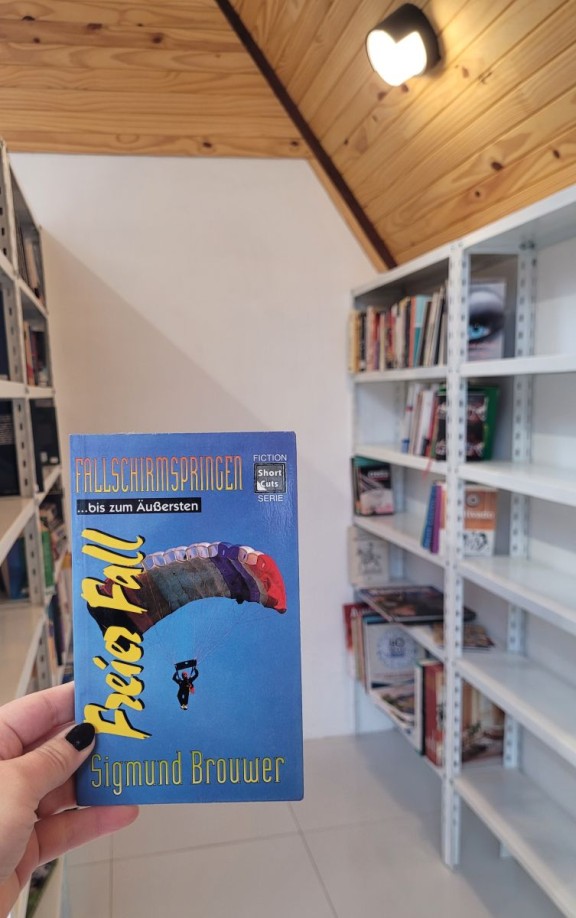 FALLSCHIRMSPRINGEN
...bis zum Äußersten
FICTION
Short
Cuts
SERIE
Freier Fall
Sigmund Brouwer